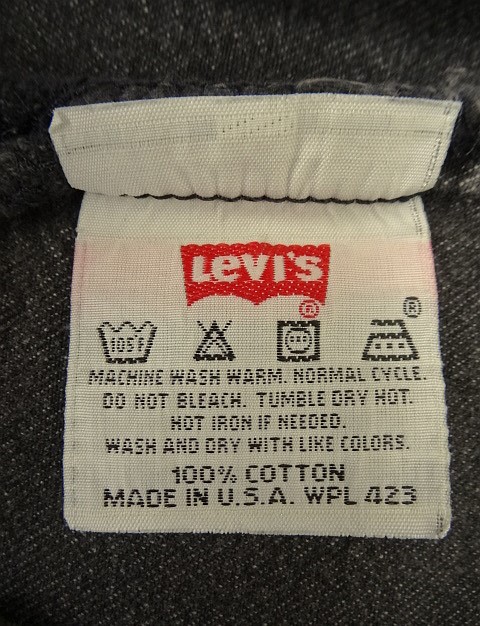 LEVI'S
®
®
105°F
MACHINE WASH WARM. NORMAL CYCLE.
DO NOT BLEACH. TUMBLE DRY HOT.
HOT IRON IF NEEDED.
WASH AND DRY WITH LIKE COLORS.
100% COTTON
MADE IN U.S.A. WPL 423